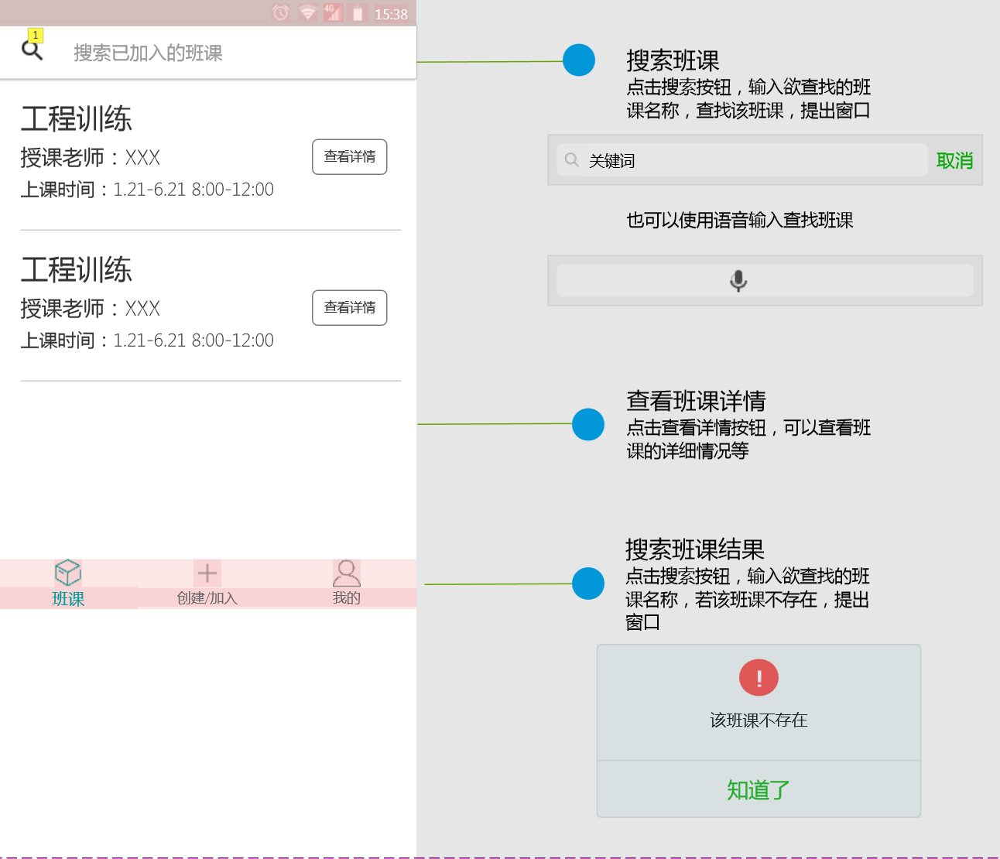 4G
15:38
1
搜索已加入的班课
工程训练
授课老师：XXX
查看详情
上课时间：1.21-6.21 8:00-12:00
工程训练
授课老师：XXX
查看详情
上课时间：1.21-6.21 8:00-12:00
班课
创建/加入
我的
搜索班课
点击搜索按钮，输入欲查找的班
课名称，查找该班课，提出窗口
关键词
取消
也可以使用语音输入查找班课
查看班课详情
点击查看详情按钮，可以查看班
课的详细情况等
搜索班课结果
点击搜索按钮，输入欲查找的班
课名称，若该班课不存在，提出
窗口
!
该班课不存在
知道了